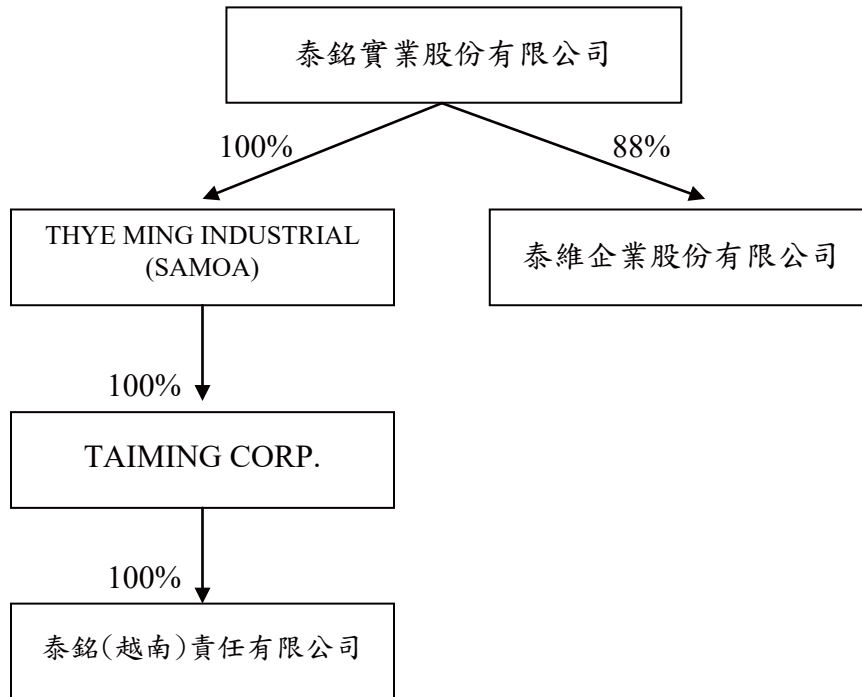 泰銘實業股份有限公司
100%
88%
THYE MING INDUSTRIAL
(SAMOA)
泰維企業股份有限公司
100%
TAIMING CORP.
100%
泰銘(越南)責任有限公司